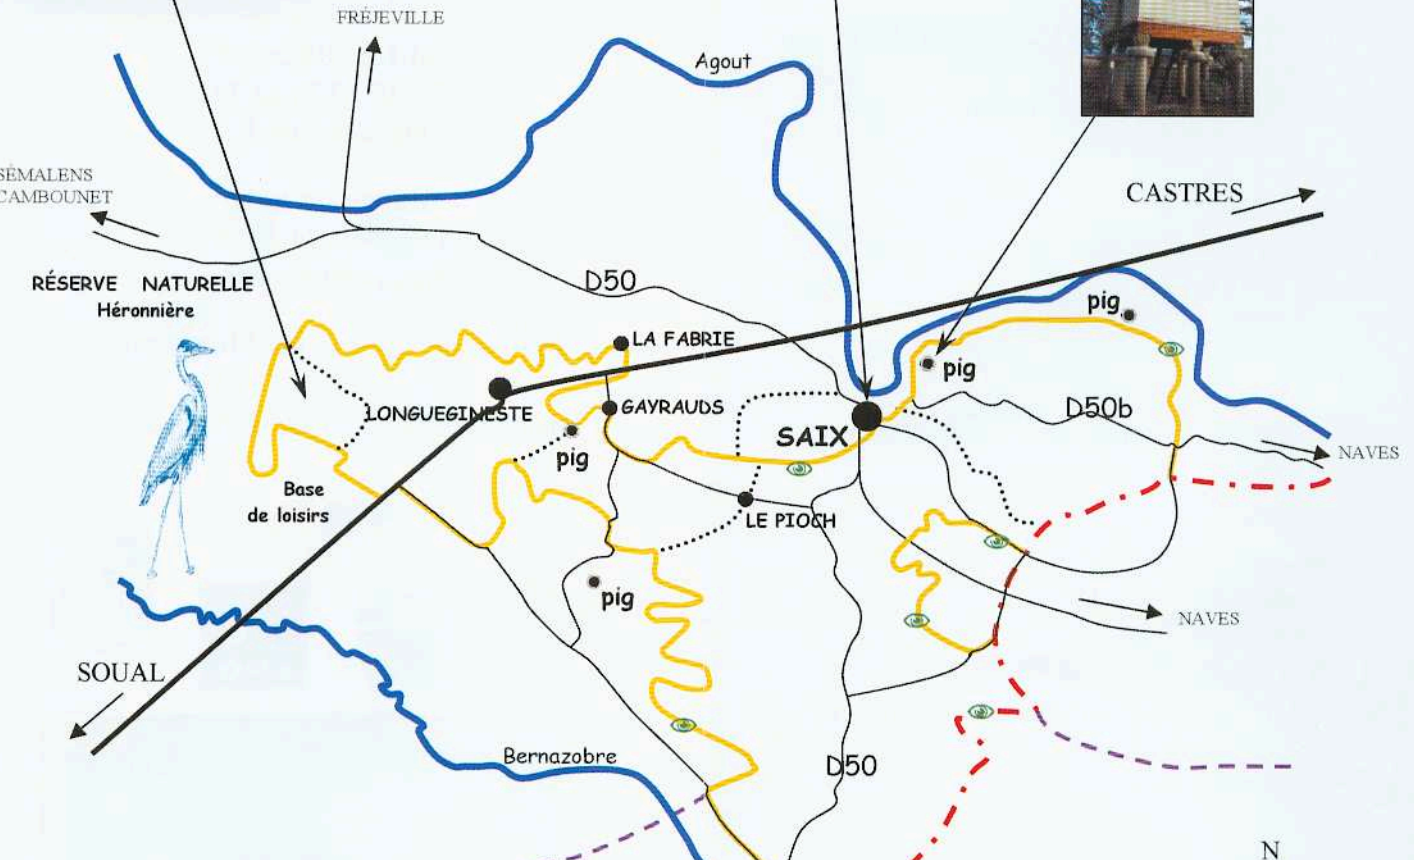 FRÉJEVILLE
Agout
SÉMALENS
CAMBOUNET
CASTRES
RÉSERVE NATURELLE
Héronnière
D50
pig
LA FABRIE
pig
LONGUEGINESTE
GAYRAUDS
D50b
SAIX
NAVES
pig
Base
de loisirs
LE PIOCH
pig
NAVES
SOUAL
Bernazobre
D50
N